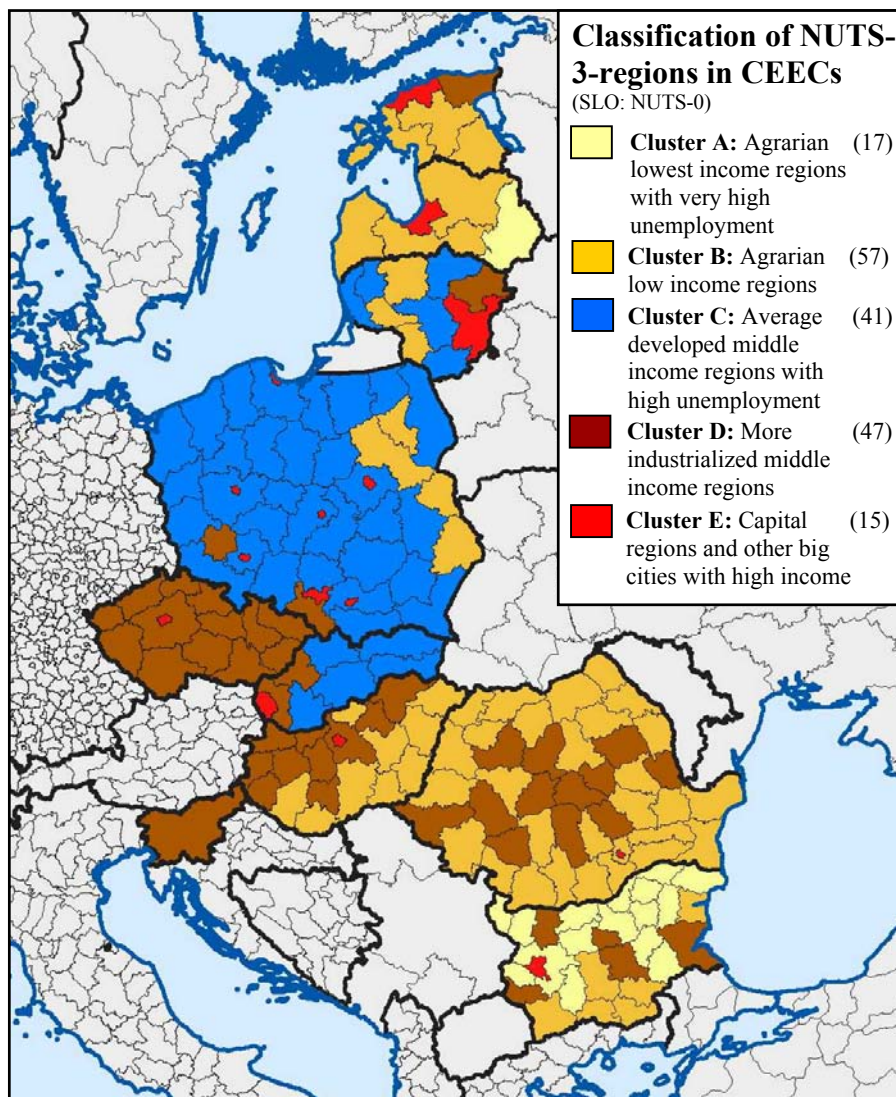 Classification of NUTS-
3-regions in CEECs
(SLO: NUTS-0)
Cluster A: Agrarian (17)
lowest income regions
with very high
unemployment
Cluster B: Agrarian (57)
low income regions
Cluster C: Average (41)
developed middle
income regions with
high unemployment
Cluster D: More (47)
industrialized middle
income regions
Cluster E: Capital (15)
regions and other big
cities with high income